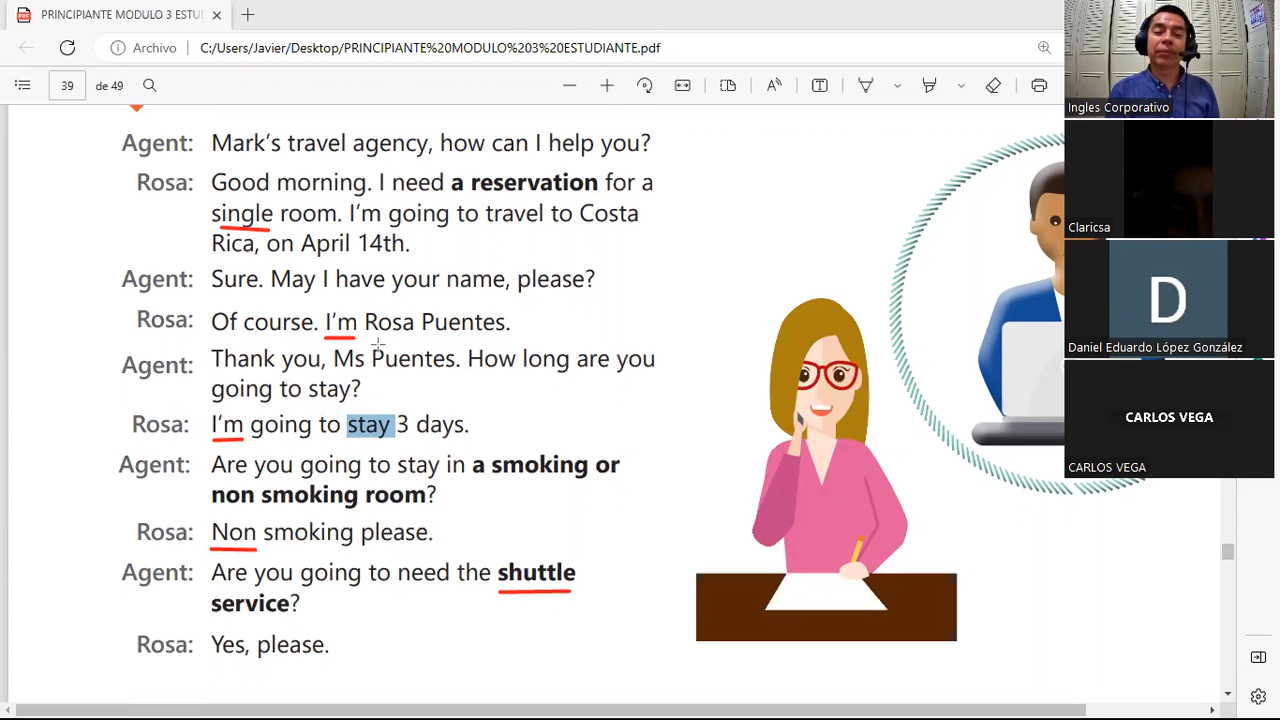 PRINCIPIANTE MODULO 3 ESTU
Archivo
C:/Users/Javier/Desktop/PRINCIPIANTE%20MODULO%203%20ESTUDIANTE.pdf
39
de 49
Agent: Mark's travel agency, how can I help you?
Rosa: Good morning. I need a reservation for a
single room. I'm going to travel to Costa
Rica, on April 14th.
Agent: Sure. May I have your name, please?
Rosa: Of course. I'm Rosa Puentes.
Agent: Thank you, Ms Puentes. How long are you
going to stay?
Rosa: I'm going to stay 3 days.
Agent: Are you going to stay in a smoking or
non smoking room?
Rosa: Non smoking please.
Agent: Are you going to need the shuttle
service?
Rosa: Yes, please.
Ingles Corporativo
Claricsa
D
Daniel Eduardo López González
CARLOS VEGA
CARLOS VEGA